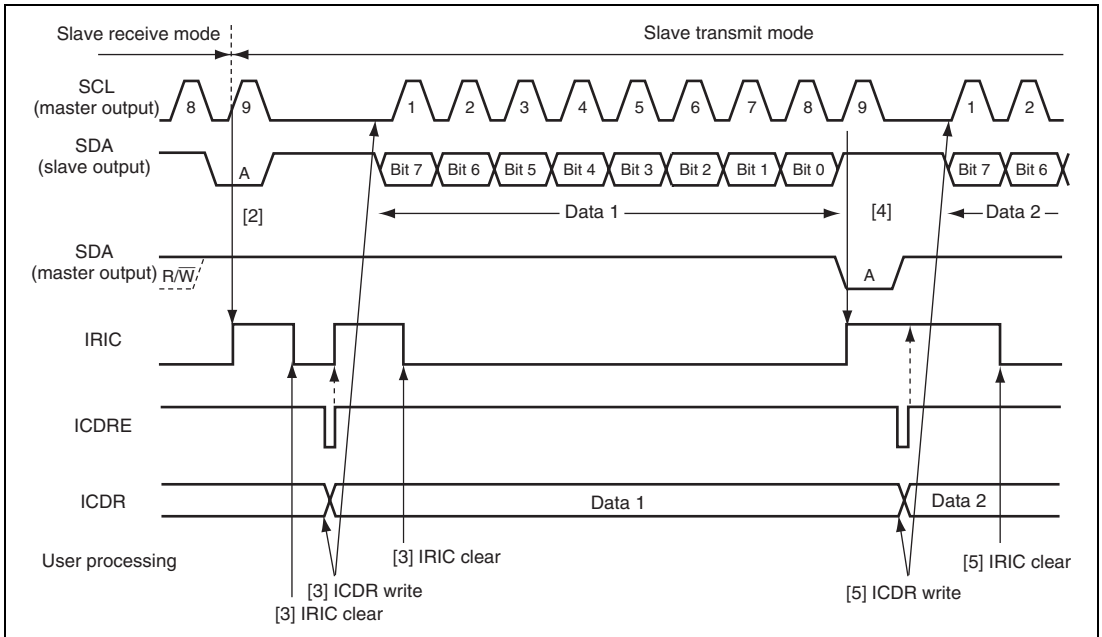 Slave receive mode Slave transmit mode
SCL
(master output) 8 9 1 2 3 4 5 6 7 8 9 1 2
SDA
(slave output) A Bit 7 Bit 6 Bit 5 Bit 4 Bit 3 Bit 2 Bit 1 Bit 0 Bit 7 Bit 6
[2] Data 1 [4] Data 2
SDA
(master output) R/W̅ A
IRIC
ICDRE
ICDR Data 1 Data 2
User processing
[3] IRIC clear [5] IRIC clear
[3] ICDR write [5] ICDR write
[3] IRIC clear